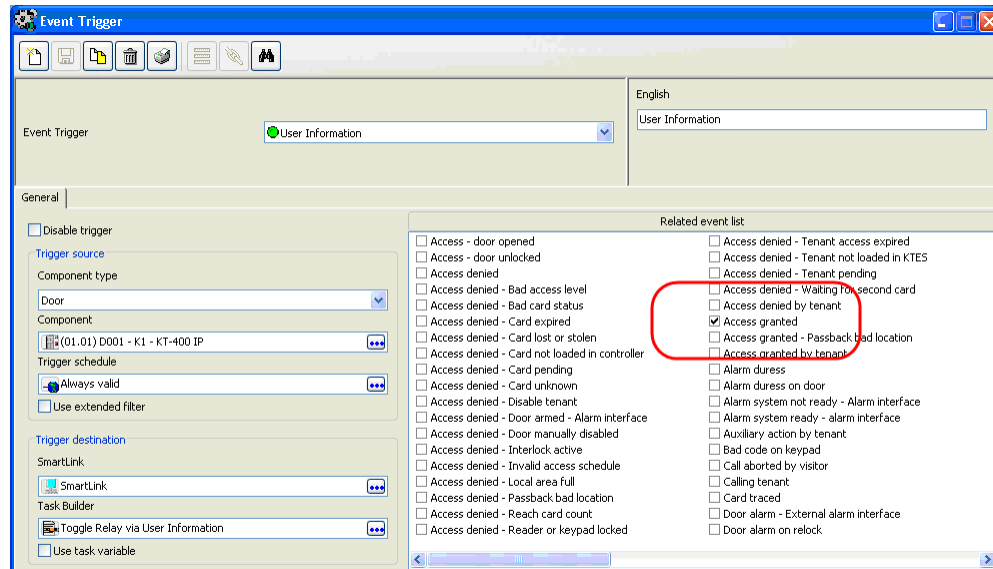 Event Trigger
English
Event Trigger
User Information
User Information
General
Disable trigger
Trigger source
Component type
Door
Component
(01.01) D001 - K1 - KT-400 IP
Trigger schedule
Always valid
Use extended filter
Trigger destination
SmartLink
SmartLink
Task Builder
Toggle Relay via User Information
Use task variable
Related event list
Access - door opened
Access - door unlocked
Access denied
Access denied - Bad access level
Access denied - Bad card status
Access denied - Card expired
Access denied - Card lost or stolen
Access denied - Card not loaded in controller
Access denied - Card pending
Access denied - Card unknown
Access denied - Disable tenant
Access denied - Door armed - Alarm interface
Access denied - Door manually disabled
Access denied - Interlock active
Access denied - Invalid access schedule
Access denied - Local area full
Access denied - Passback bad location
Access denied - Reach card count
Access denied - Reader or keypad locked
Access denied - Tenant access expired
Access denied - Tenant not loaded in KTES
Access denied - Tenant pending
Access denied - Waiting for second card
Access denied by tenant
Access granted
Access granted - Passback bad location
Access granted by tenant
Alarm duress
Alarm duress on door
Alarm system not ready - Alarm interface
Alarm system ready - alarm interface
Auxiliary action by tenant
Bad code on keypad
Call aborted by visitor
Calling tenant
Card traced
Door alarm - External alarm interface
Door alarm on relock